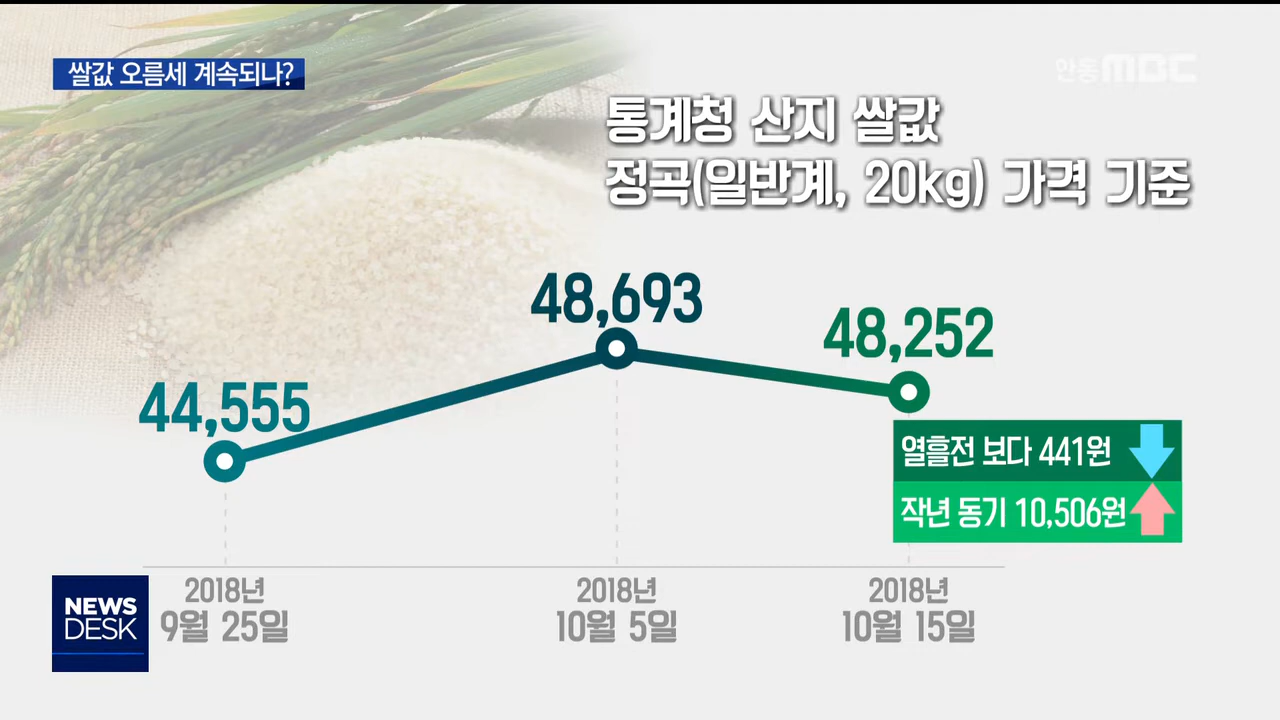 쌀값 오름세 계속되나?
안동MBC
통계청 산지 쌀값
정곡(일반계, 20kg) 가격 기준
44,555
48,693
48,252
열흘전 보다 441원
작년 동기 10,506원
2018년
9월 25일
2018년
10월 5일
2018년
10월 15일
NEWS
DESK